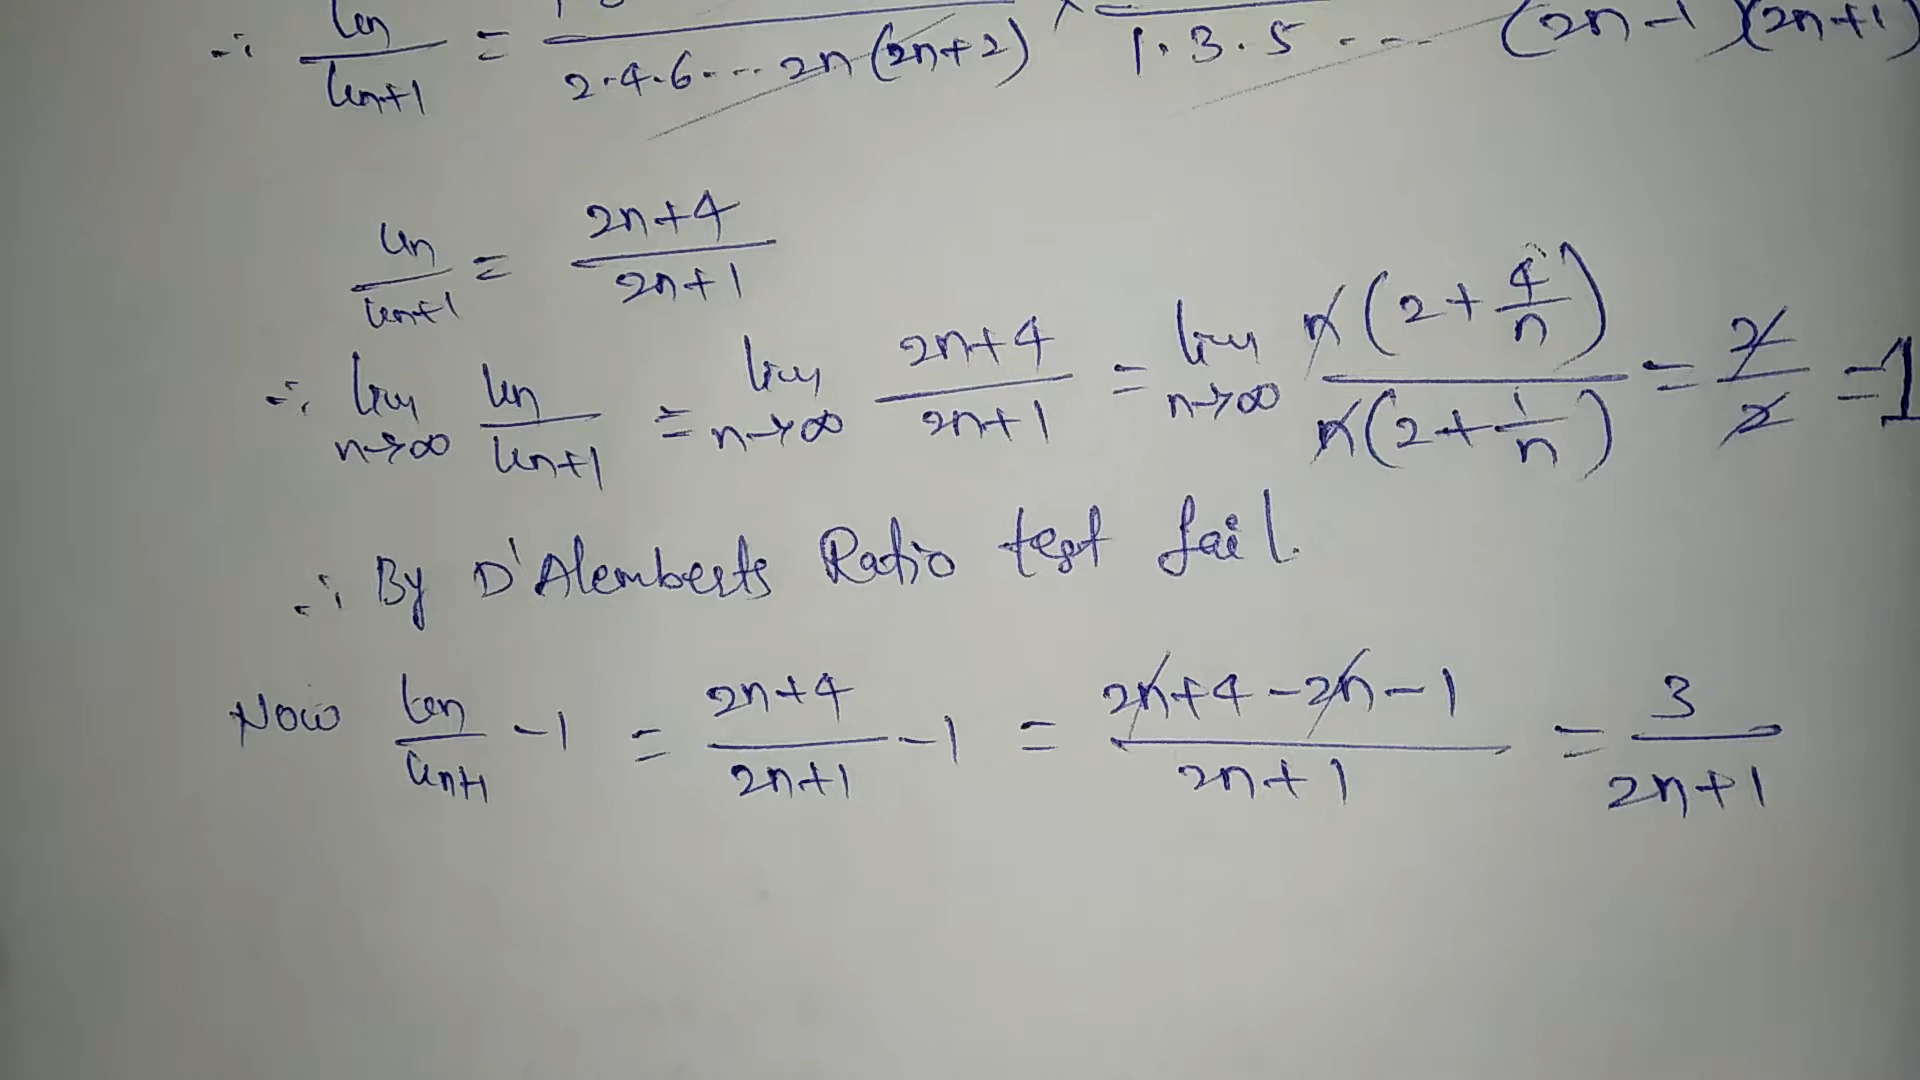 ∴ un/un+1 = /2·4·6... 2n(2n+2) × /1·3·5 ---- (2n-1)(2n+1)
un/un+1 = 2n+4/2n+1
∴ lim n→∞ un/un+1 = lim n→∞ 2n+4/2n+1 = lim n→∞ n(2+4/n)/n(2+1/n) = 2/2 = 1
∴ By D'Alemberts Ratio test fail.
Now un/un+1 -1 = 2n+4/2n+1 -1 = 2n+4-2n-1/2n+1 = 3/2n+1